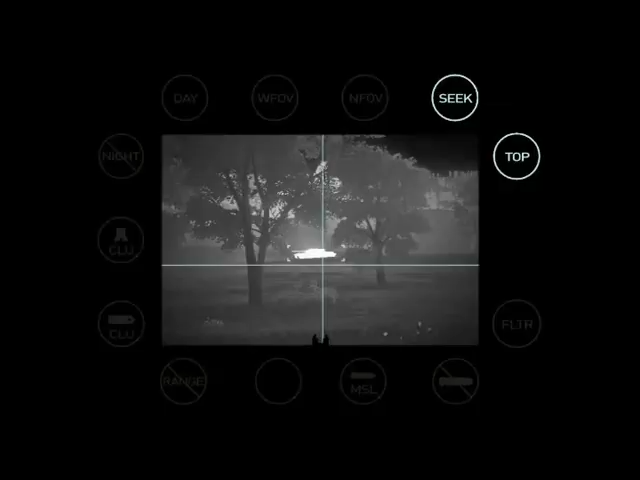 DAY
WFOV
NFOV
SEEK
NIGHT
TOP
CLU
CLU
FLTR
RANGE
MSL